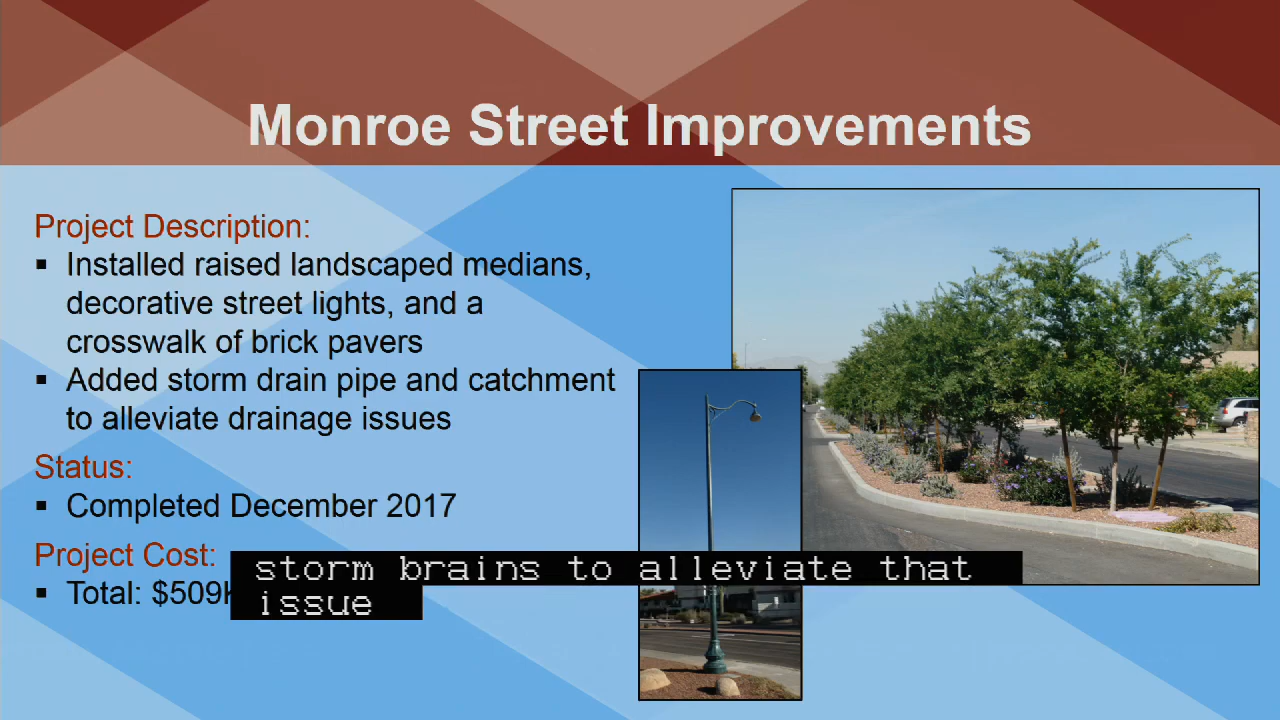 Monroe Street Improvements
Project Description:
▪ Installed raised landscaped medians,
decorative street lights, and a
crosswalk of brick pavers
▪ Added storm drain pipe and catchment
to alleviate drainage issues
Status:
▪ Completed December 2017
Project Cost:
▪ Total: $509K
storm brains to alleviate that
issue